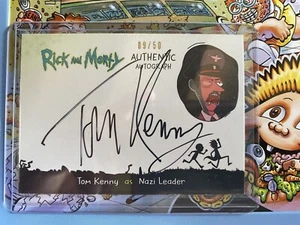 09/50
Rick and Morty
AUTHENTIC
AUTOGRAPH
Tom Kenny
Tom Kenny as Nazi Leader